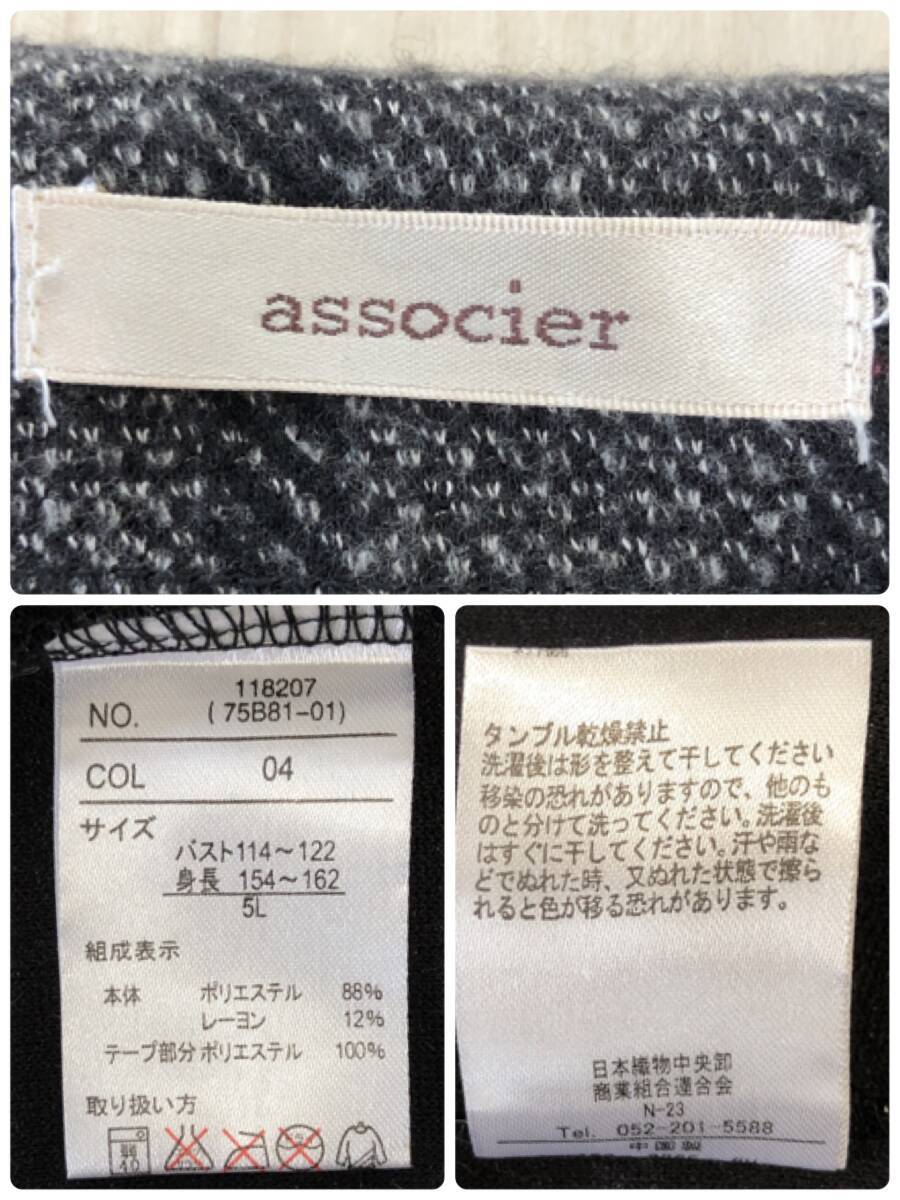 associer
118207
NO. (75B81-01)
COL 04
サイズ
バスト114～122
身長 154～162
5L
組成表示
本体 ポリエステル 88%
レーヨン 12%
テープ部分 ポリエステル 100%
取り扱い方
40
タンブル乾燥禁止
洗濯後は形を整えて干してください
移染の恐れがありますので、他のも
のと分けて洗ってください。洗濯後
はすぐに干してください。汗や雨な
どでぬれた時、又ぬれた状態で擦ら
れると色が移る恐れがあります。
日本織物中央卸
商業組合連合会
N-23
Tel. 052-201-5588